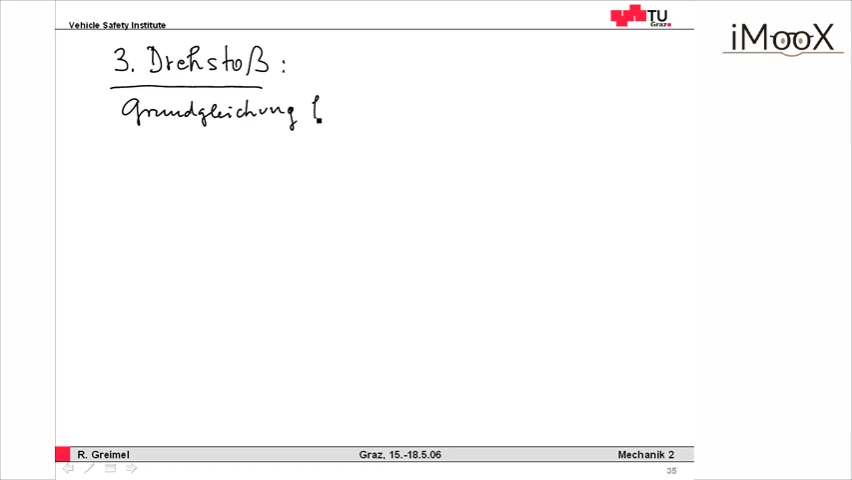 Vehicle Safety Institute
TU
Graz
iMooX
3. Drehstoß:
Grundgleichung (
R. Greimel
Graz, 15.-18.5.06
Mechanik 2
35